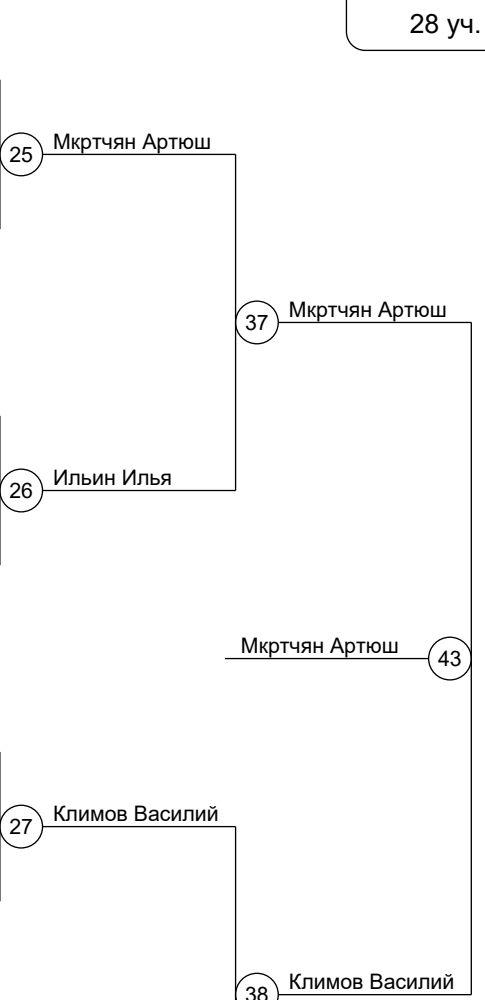 28 уч.
25 Мкртчян Артюш
37 Мкртчян Артюш
26 Ильин Илья
Мкртчян Артюш 43
27 Климов Василий
38 Климов Василий